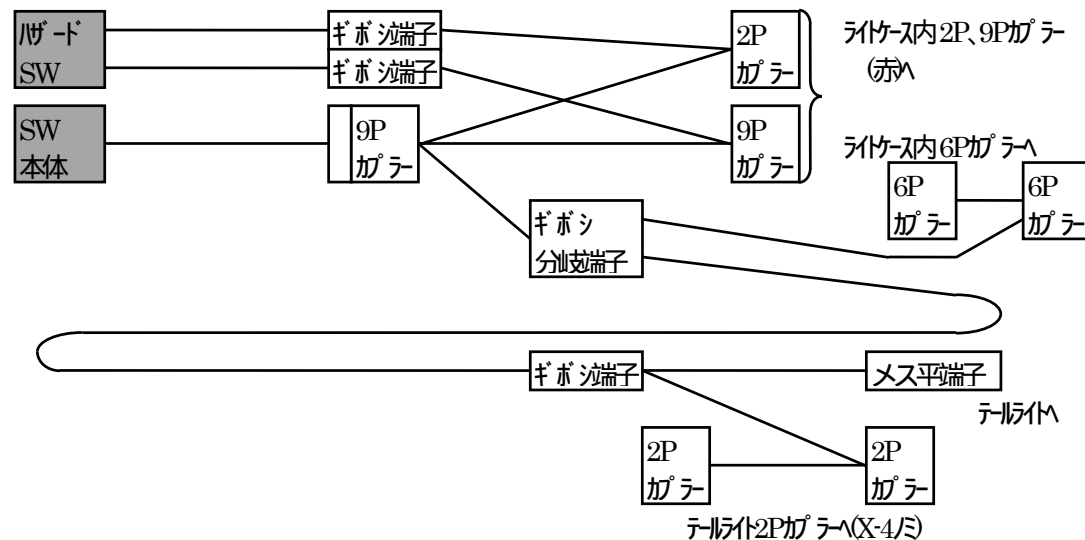 ハザード
SW
ギボシ端子
ギボシ端子
2P
カプラー
ライトケース内2P、9Pカプラー
(赤)へ
SW
本体
9P
カプラー
9P
カプラー
ライトケース内6Pカプラーへ
6P
カプラー
6P
カプラー
ギボシ
分岐端子
ギボシ端子
メス平端子
テールライトへ
2P
カプラー
2P
カプラー
テールライト2Pカプラーへ(X-4ノミ)